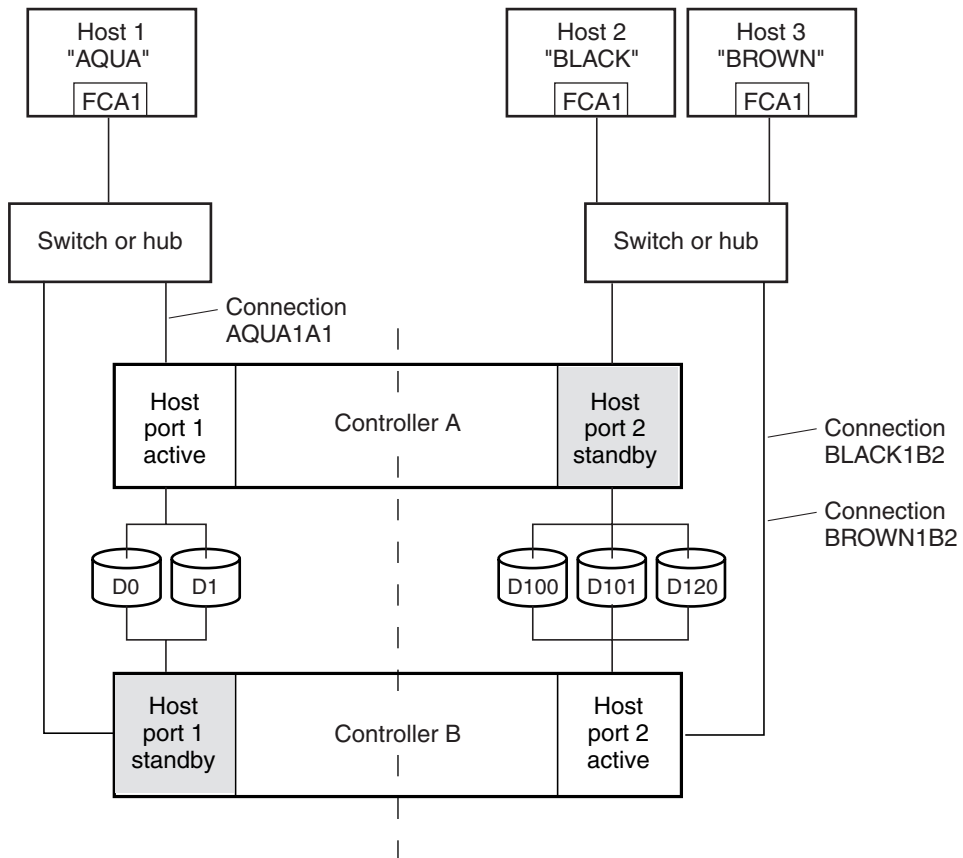 Host 1
"AQUA"
FCA1
Host 2
"BLACK"
FCA1
Host 3
"BROWN"
FCA1
Switch or hub
Switch or hub
Connection
AQUA1A1
Host
port 1
active
Controller A
Host
port 2
standby
Connection
BLACK1B2
Connection
BROWN1B2
D0
D1
D100
D101
D120
Host
port 1
standby
Controller B
Host
port 2
active